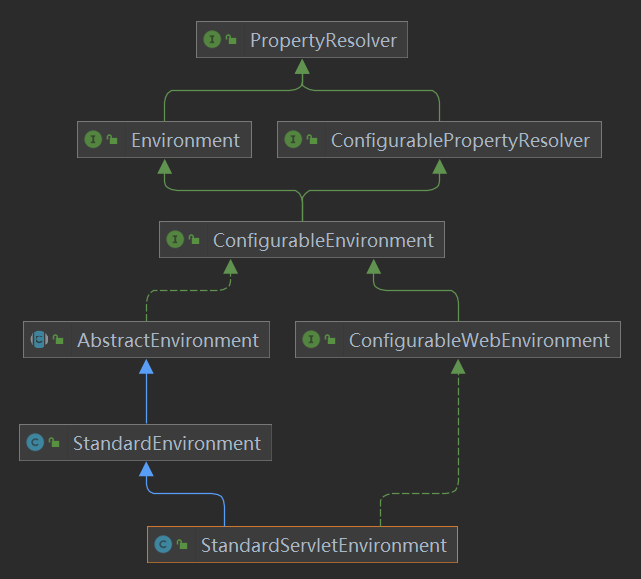 PropertyResolver
Environment
ConfigurablePropertyResolver
ConfigurableEnvironment
AbstractEnvironment
ConfigurableWebEnvironment
StandardEnvironment
StandardServletEnvironment